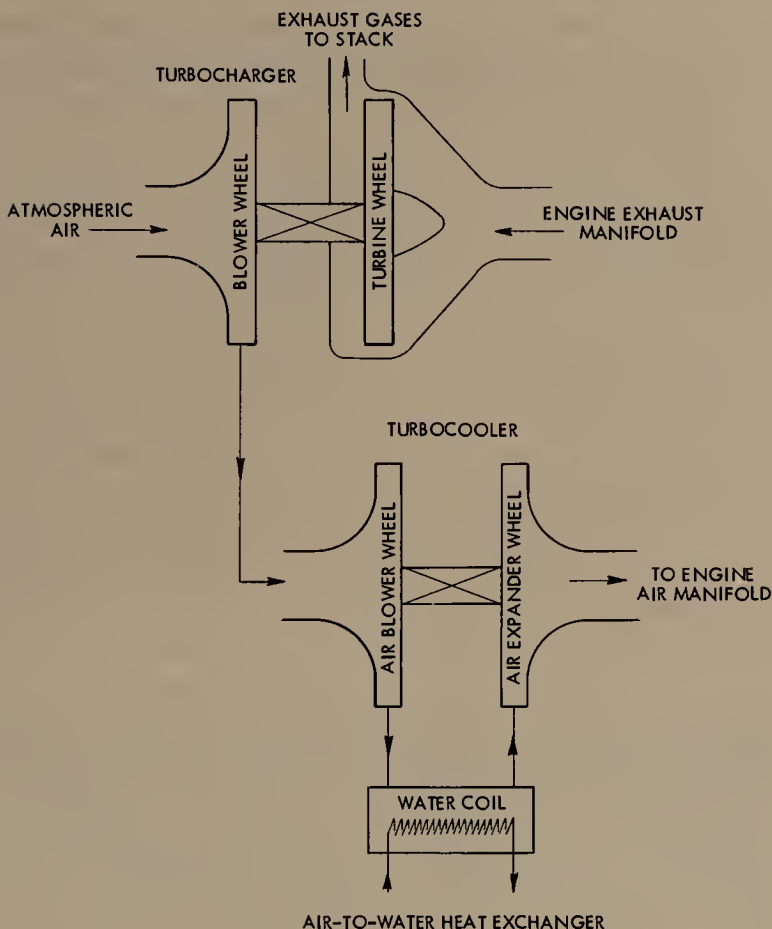 EXHAUST GASES
TO STACK
TURBOCHARGER
ATMOSPHERIC
AIR
BLOWER WHEEL
TURBINE WHEEL
ENGINE EXHAUST
MANIFOLD
TURBOCOOLER
AIR BLOWER WHEEL
AIR EXPANDER WHEEL
TO ENGINE
AIR MANIFOLD
WATER COIL
AIR-TO-WATER HEAT EXCHANGER